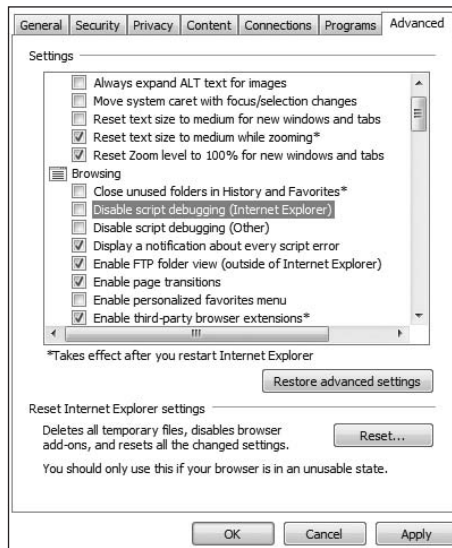 General Security Privacy Content Connections Programs Advanced
Settings
Always expand ALT text for images
Move system caret with focus/selection changes
Reset text size to medium for new windows and tabs
Reset text size to medium while zooming*
Reset Zoom level to 100% for new windows and tabs
Browsing
Close unused folders in History and Favorites*
Disable script debugging (Internet Explorer)
Disable script debugging (Other)
Display a notification about every script error
Enable FTP folder view (outside of Internet Explorer)
Enable page transitions
Enable personalized favorites menu
Enable third-party browser extensions*
*Takes effect after you restart Internet Explorer
Restore advanced settings
Reset Internet Explorer settings
Deletes all temporary files, disables browser
add-ons, and resets all the changed settings.
Reset...
You should only use this if your browser is in an unusable state.
OK Cancel Apply